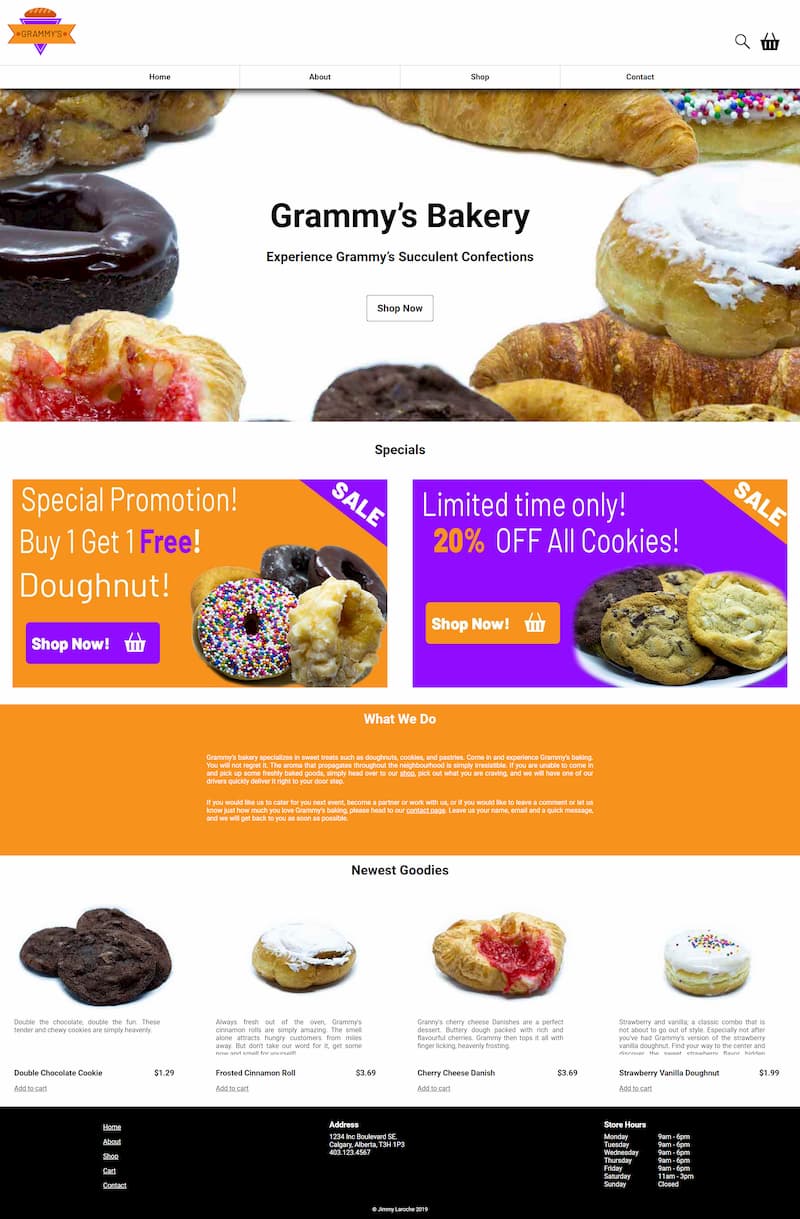 GRAMMY'S
Home
About
Shop
Contact
Grammy's Bakery
Experience Grammy's Succulent Confections
Shop Now
Specials
Special Promotion!
Buy 1 Get 1 Free!
Doughnut!
Shop Now!
SALE
Limited time only!
20% OFF All Cookies!
Shop Now!
SALE
What We Do
Grammy's bakery specializes in sweet treats such as doughnuts, cookies, and pastries. Come in and experience Grammy's baking.
You will not regret it. The aroma that propagates throughout the neighbourhood is simply irresistible. If you are unable to come in
and pick up some freshly baked goods, simply head over to our shop, pick out what you are craving, and we will have one of our
drivers quickly deliver it right to your door step.
If you would like us to cater for you next event, become a partner or work with us, or if you would like to leave a comment or let us
know just how much you love Grammy's baking, please head to our contact page. Leave us your name, email and a quick message,
and we will get back to you as soon as possible.
Newest Goodies
Double the chocolate, double the fun. These
tender and chewy cookies are simply heavenly.
Double Chocolate Cookie $1.29
Add to cart
Always fresh out of the oven, Grammy's
cinnamon rolls are simply amazing. The smell
alone attracts hungry customers from miles
away. But don't take our word for it, get some
now and smell for yourself!
Frosted Cinnamon Roll $3.69
Add to cart
Granny's cherry cheese Danishes are a perfect
dessert. Buttery dough packed with rich and
flavourful cherries. Grammy then tops it all with
finger licking, heavenly frosting.
Cherry Cheese Danish $3.69
Add to cart
Strawberry and vanilla; a classic combo that is
not about to go out of style. Especially not after
you've had Grammy's version of the strawberry
vanilla doughnut. Find your way to the center and
discover the sweet strawberry flavor hidden
Strawberry Vanilla Doughnut $1.99
Add to cart
Home
About
Shop
Cart
Contact
Address
1234 Inc Boulevard SE.
Calgary, Alberta, T3H 1P3
403.123.4567
Store Hours
Monday 9am - 6pm
Tuesday 9am - 6pm
Wednesday 9am - 6pm
Thursday 9am - 6pm
Friday 9am - 6pm
Saturday 11am - 3pm
Sunday Closed
© Jimmy Laroche 2019